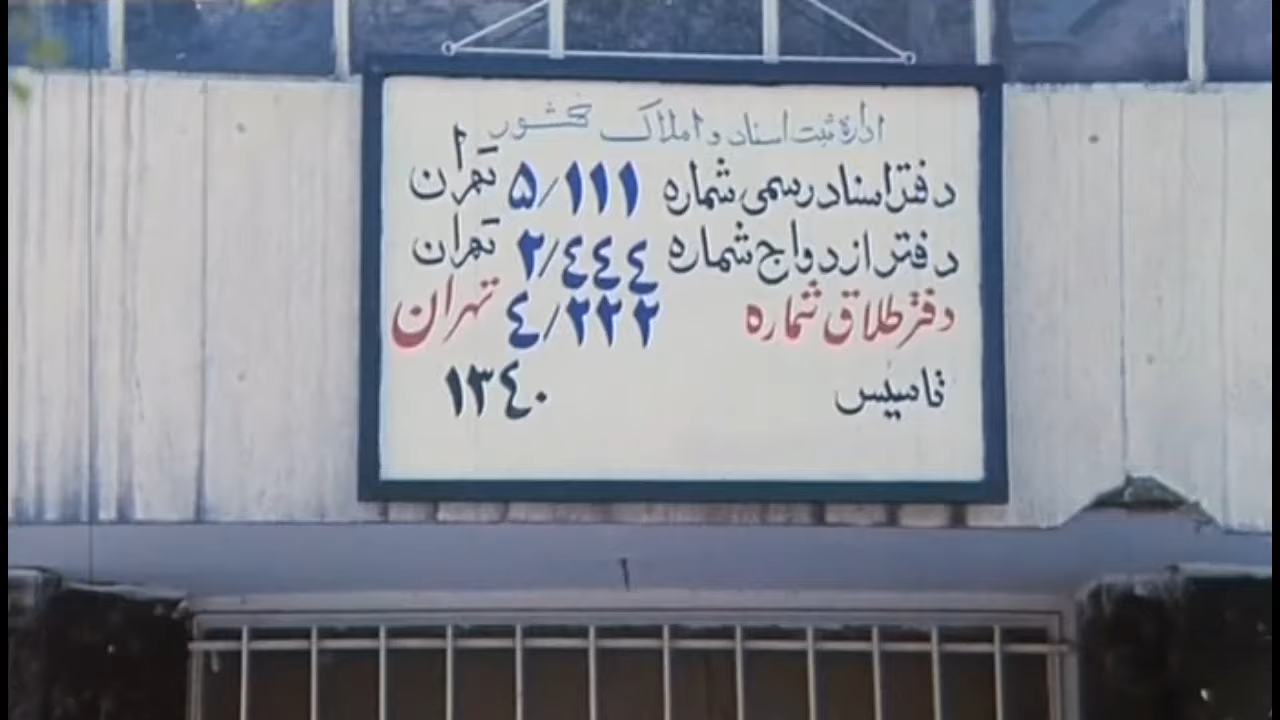 اداره ثبت اسناد و املاک کشور
دفتر اسناد رسمی شماره ۵/۱۱۱ تهران
دفتر ازدواج شماره ۲/۴۴۴ تهران
دفتر طلاق شماره ۴/۲۲۲ تهران
تاسیس ۱۳۴۰